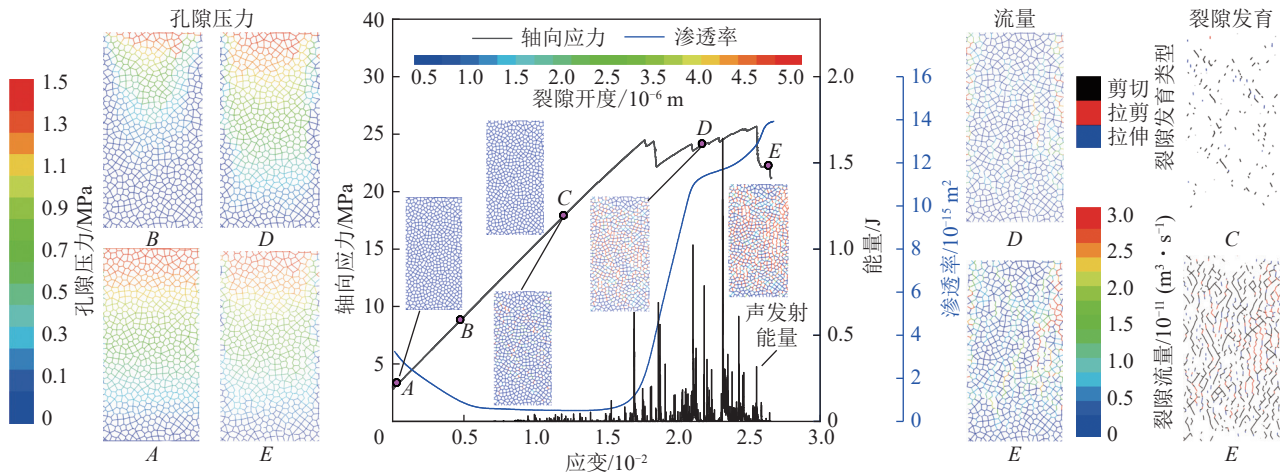 孔隙压力
1.5
1.3
1.1
0.9
0.7
0.5
0.3
0.1
0
孔隙压力/MPa
B
D
A
E
轴向应力
渗透率
0.5 1.0 1.5 2.0 2.5 3.0 3.5 4.0 4.5 5.0
裂隙开度/10⁻⁶ m
40
35
30
25
20
15
10
5
0
轴向应力/MPa
A
B
C
D
E
声发射
能量
0.5
1.0
1.5
2.0
2.5
3.0
应变/10⁻²
2.0
1.5
1.0
0.5
0
能量/J
16
14
12
10
8
6
4
2
0
渗透率/10⁻¹⁵ m²
流量
D
E
剪切
拉剪
拉伸
裂隙发育类型
3.0
2.5
2.0
1.5
1.0
0.5
0
裂隙流量/10⁻¹¹ (m³·s⁻¹)
裂隙发育
C
E